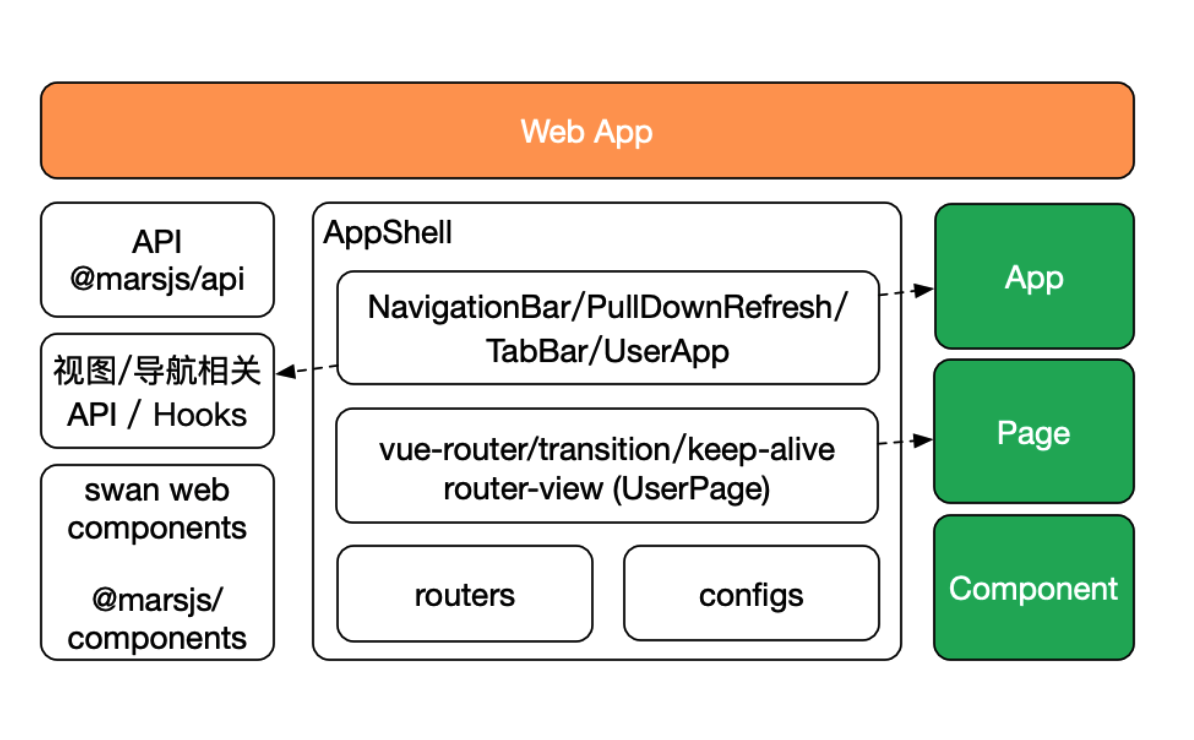 Web App
API
@marsjs/api
视图/导航相关
API / Hooks
swan web
components
@marsjs/
components
AppShell
NavigationBar/PullDownRefresh/
TabBar/UserApp
vue-router/transition/keep-alive
router-view (UserPage)
routers
configs
App
Page
Component